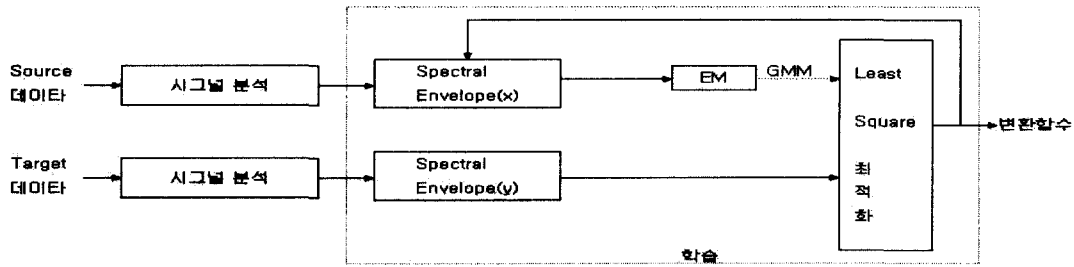 Source
데이타
시그널 분석
Spectral
Envelope(x)
EM
GMM
Least
Square
최
적
화
변환함수
Target
데이타
시그널 분석
Spectral
Envelope(y)
학습